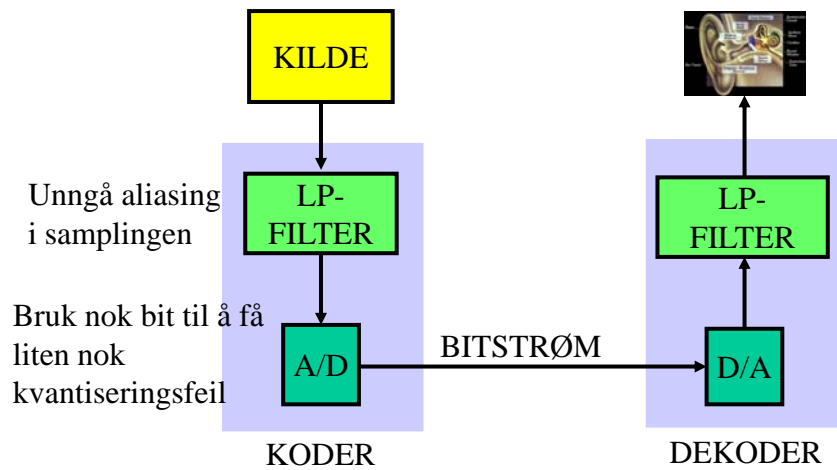 KILDE
Unngå aliasing
i samplingen
LP-
FILTER
LP-
FILTER
Bruk nok bit til å få
liten nok
kvantiseringsfeil
A/D
BITSTRØM
D/A
KODER
DEKODER